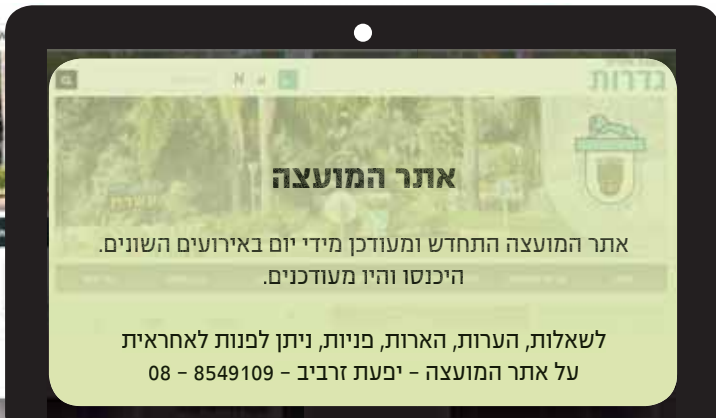 גדרות
אתר המועצה
אתר המועצה התחדש ומעודכן מידי יום באירועים השונים.
היכנסו והיו מעודכנים.
לשאלות, הערות, הארות, פניות, ניתן לפנות לאחראית
על אתר המועצה – יפעת זרביב – 8549109 – 08